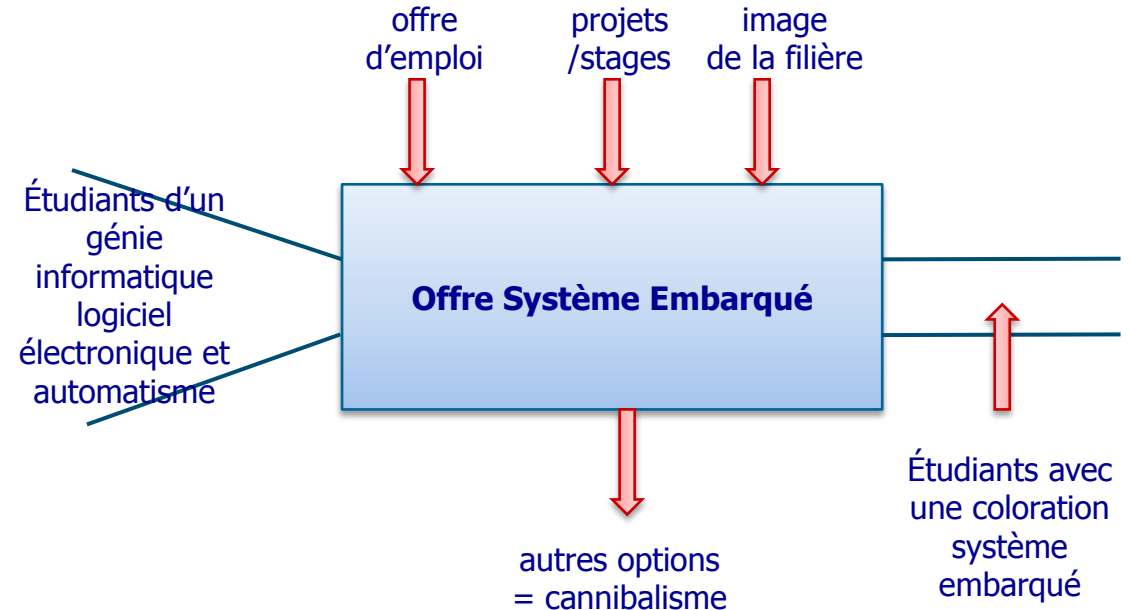 offre
d’emploi
projets
/stages
image
de la filière
Étudiants d’un
génie
informatique
logiciel
électronique et
automatisme
Offre Système Embarqué
autres options
= cannibalisme
Étudiants avec
une coloration
système
embarqué